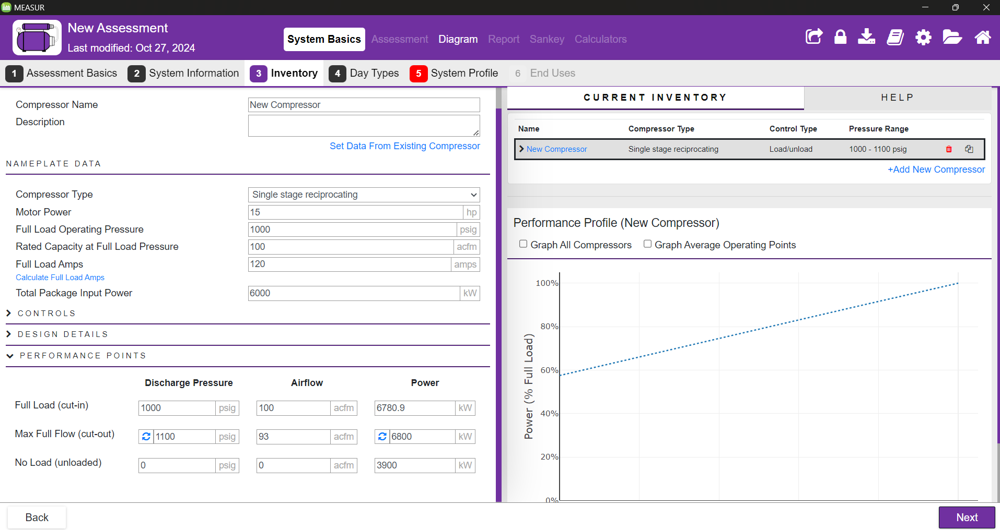 MEASUR
New Assessment
Last modified: Oct 27, 2024
System Basics Assessment Diagram Report Sankey Calculators
1 Assessment Basics 2 System Information 3 Inventory 4 Day Types 5 System Profile 6 End Uses
Compressor Name New Compressor
Description
Set Data From Existing Compressor
NAMEPLATE DATA
Compressor Type Single stage reciprocating
Motor Power 15 hp
Full Load Operating Pressure 1000 psig
Rated Capacity at Full Load Pressure 100 acfm
Full Load Amps 120 amps
Calculate Full Load Amps
Total Package Input Power 6000 kW
CONTROLS
DESIGN DETAILS
PERFORMANCE POINTS
Discharge Pressure Airflow Power
Full Load (cut-in) 1000 psig 100 acfm 6780.9 kW
Max Full Flow (cut-out) 1100 psig 93 acfm 6800 kW
No Load (unloaded) 0 psig 0 acfm 3900 kW
CURRENT INVENTORY HELP
Name Compressor Type Control Type Pressure Range
New Compressor Single stage reciprocating Load/unload 1000 - 1100 psig
+Add New Compressor
Performance Profile (New Compressor)
Graph All Compressors Graph Average Operating Points
Power (% Full Load)
100%
80%
60%
40%
20%
0%
Back Next